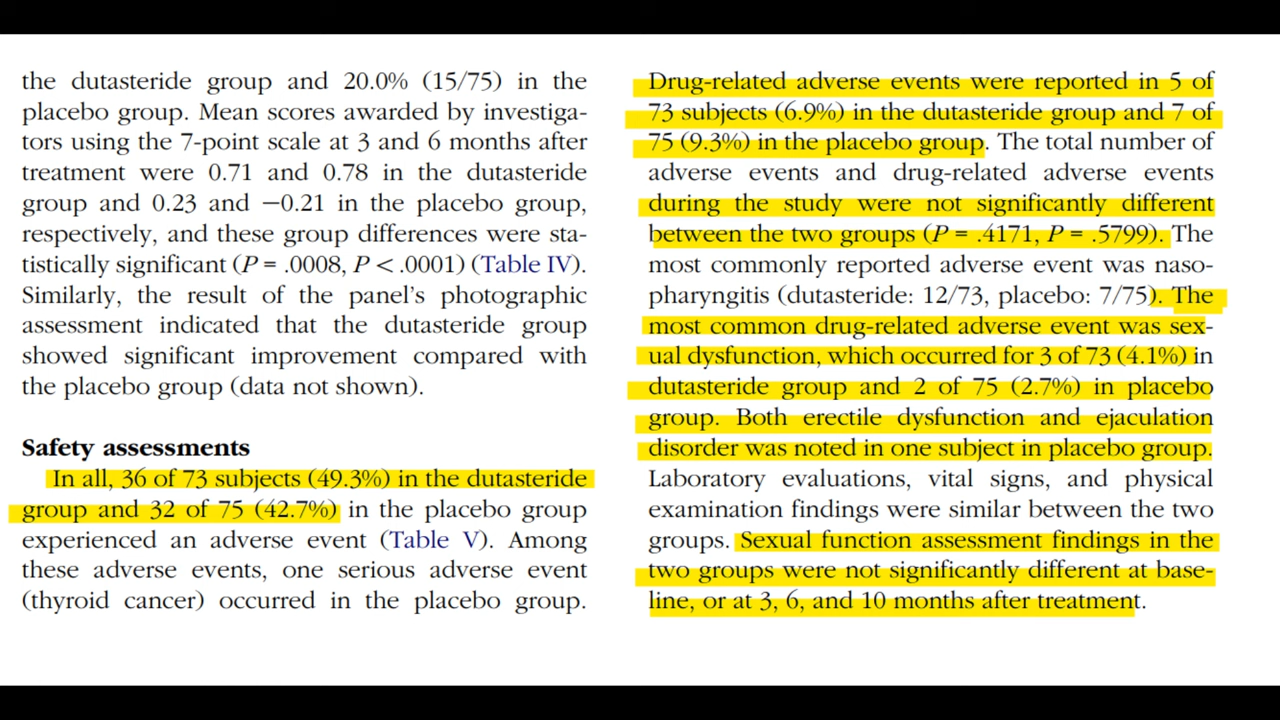 the dutasteride group and 20.0% (15/75) in the
placebo group. Mean scores awarded by investiga-
tors using the 7-point scale at 3 and 6 months after
treatment were 0.71 and 0.78 in the dutasteride
group and 0.23 and −0.21 in the placebo group,
respectively, and these group differences were sta-
tistically significant (P = .0008, P < .0001) (Table IV).
Similarly, the result of the panel's photographic
assessment indicated that the dutasteride group
showed significant improvement compared with
the placebo group (data not shown).
Safety assessments
In all, 36 of 73 subjects (49.3%) in the dutasteride
group and 32 of 75 (42.7%) in the placebo group
experienced an adverse event (Table V). Among
these adverse events, one serious adverse event
(thyroid cancer) occurred in the placebo group.
Drug-related adverse events were reported in 5 of
73 subjects (6.9%) in the dutasteride group and 7 of
75 (9.3%) in the placebo group. The total number of
adverse events and drug-related adverse events
during the study were not significantly different
between the two groups (P = .4171, P = .5799). The
most commonly reported adverse event was naso-
pharyngitis (dutasteride: 12/73, placebo: 7/75). The
most common drug-related adverse event was sex-
ual dysfunction, which occurred for 3 of 73 (4.1%) in
dutasteride group and 2 of 75 (2.7%) in placebo
group. Both erectile dysfunction and ejaculation
disorder was noted in one subject in placebo group.
Laboratory evaluations, vital signs, and physical
examination findings were similar between the two
groups. Sexual function assessment findings in the
two groups were not significantly different at base-
line, or at 3, 6, and 10 months after treatment.